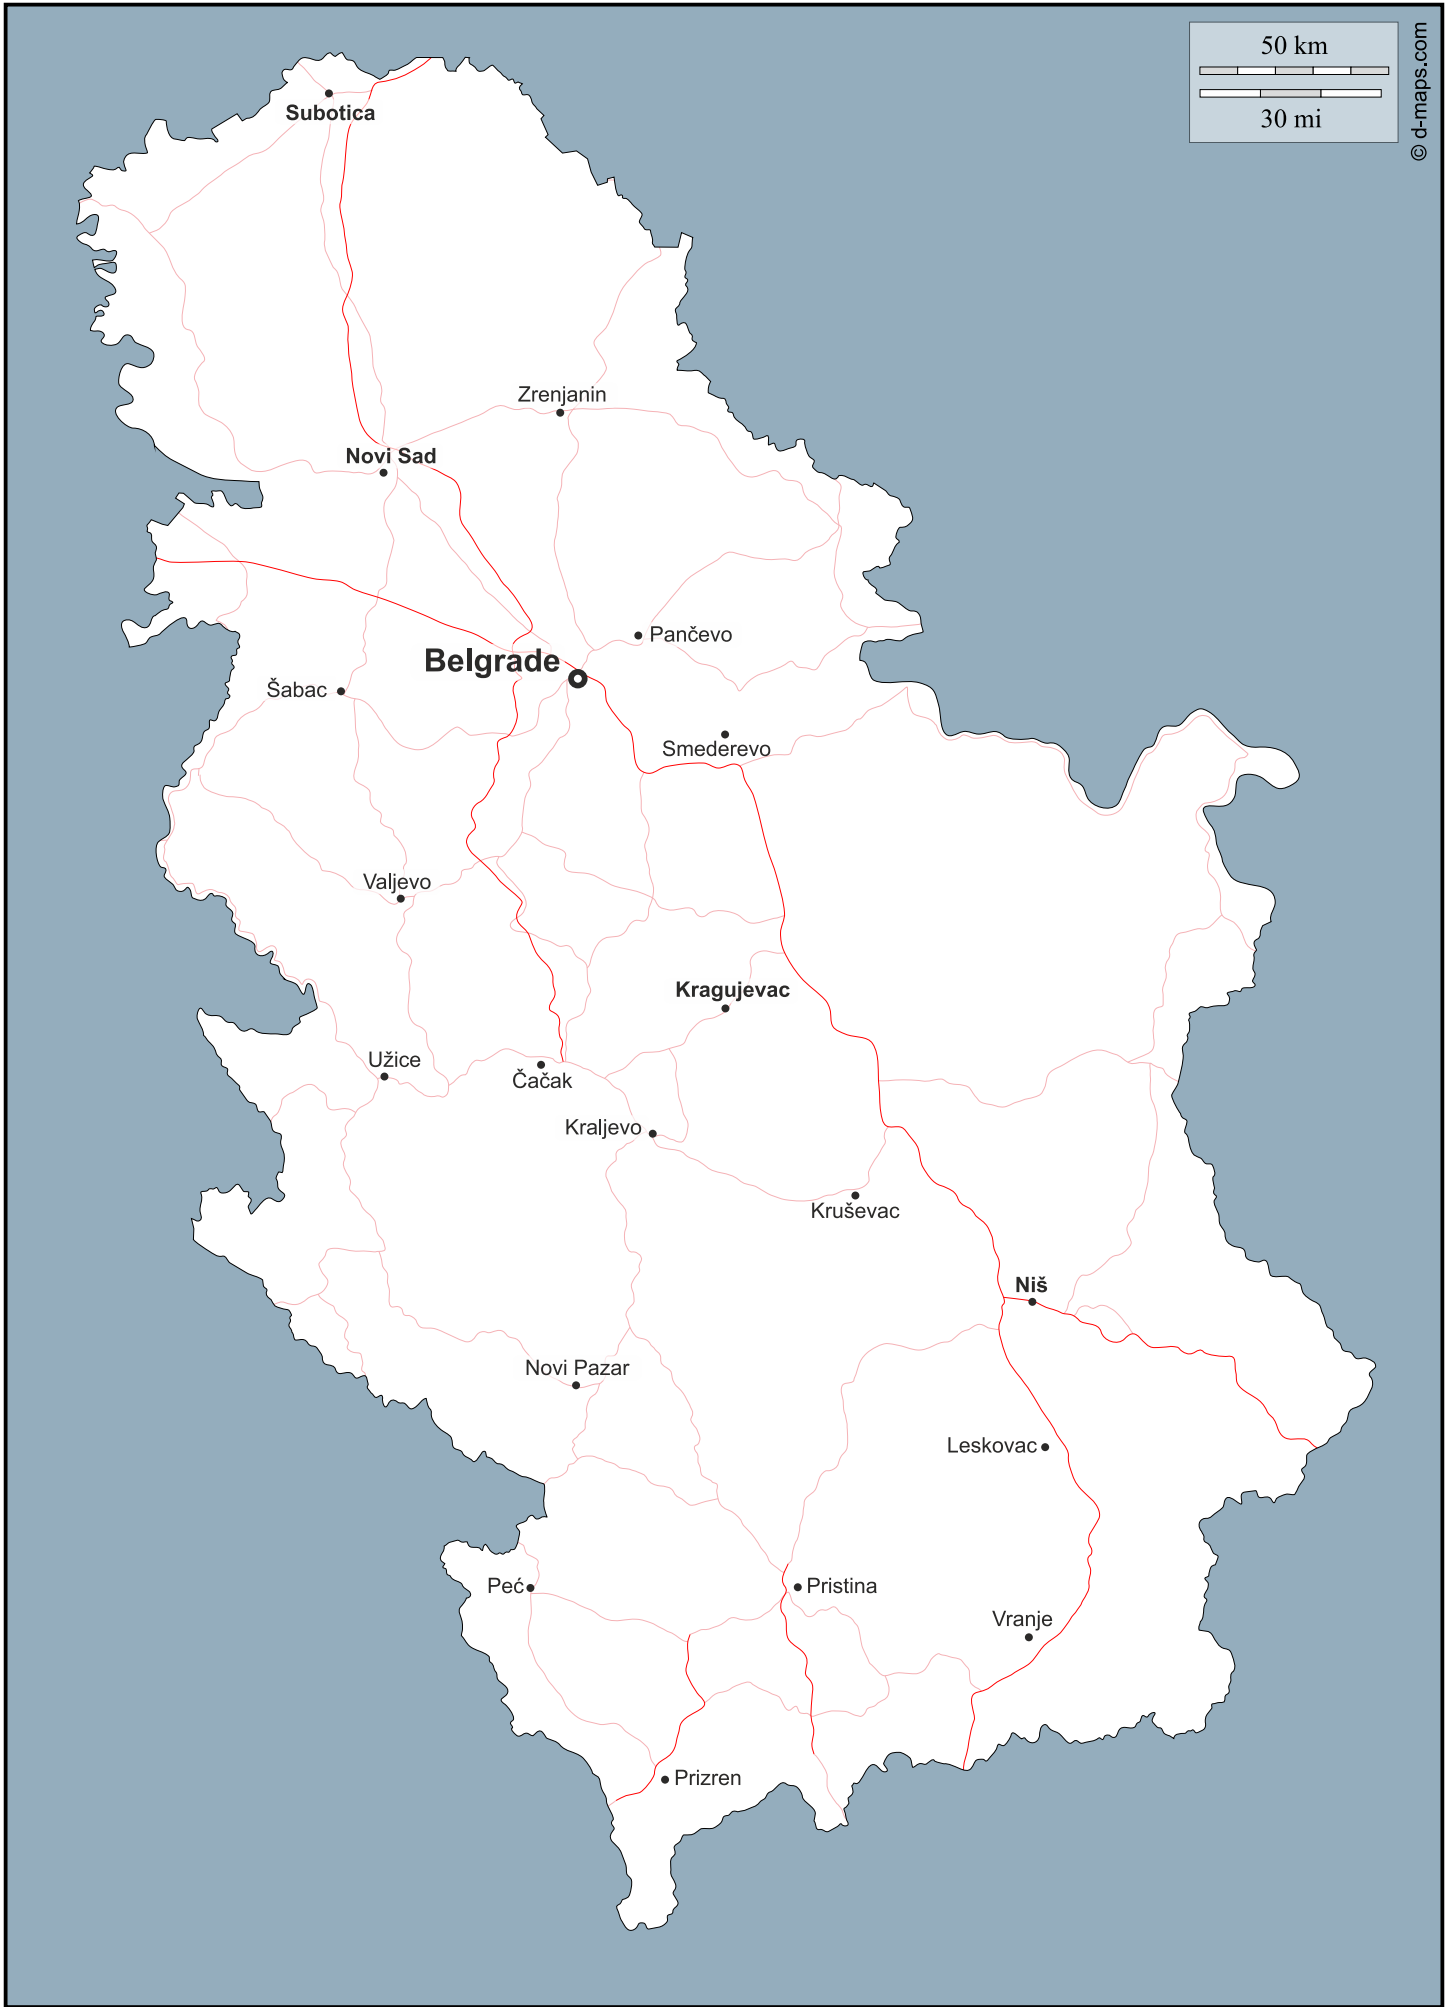 50 km
30 mi
© d-maps.com
Subotica
Zrenjanin
Novi Sad
Pančevo
Belgrade
Šabac
Smederevo
Valjevo
Kragujevac
Užice
Čačak
Kraljevo
Kruševac
Niš
Novi Pazar
Leskovac
Peć
Pristina
Vranje
Prizren